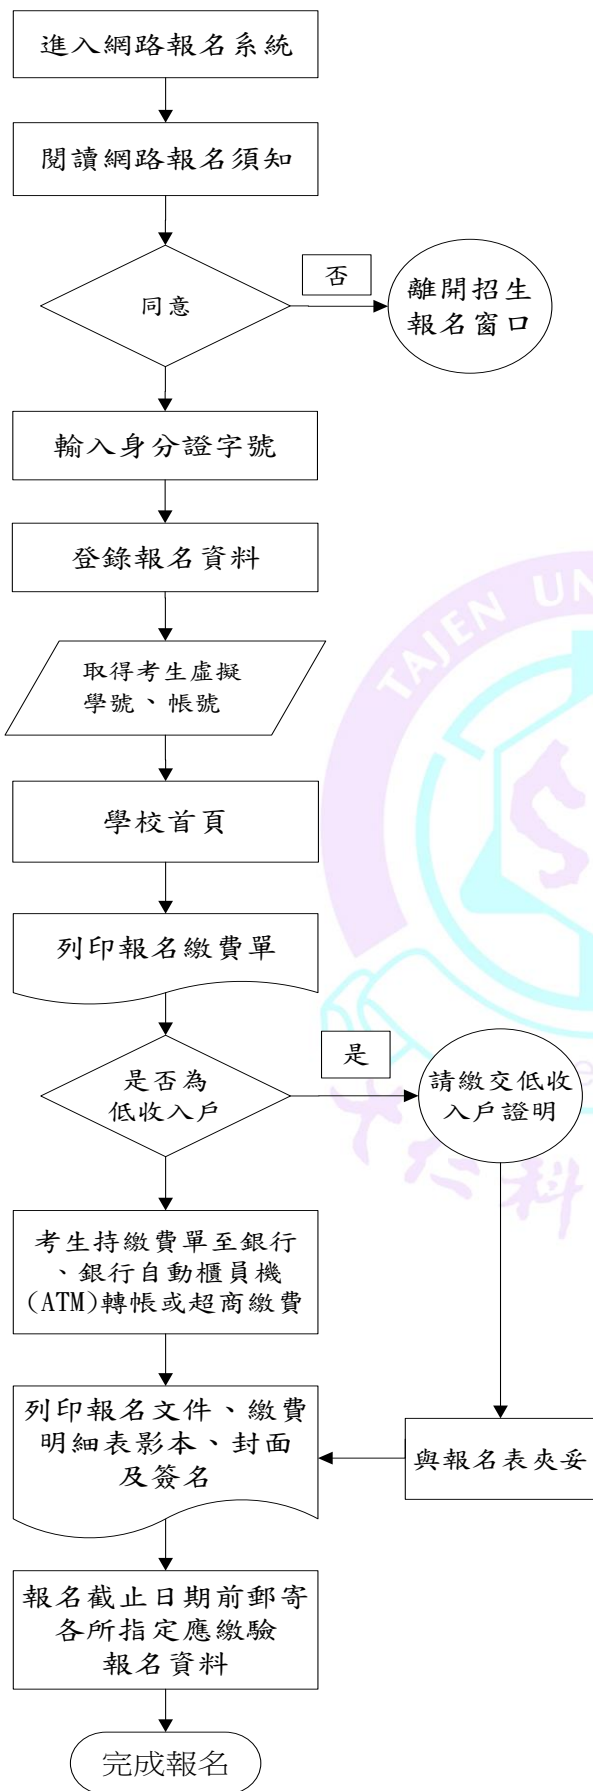 進入網路報名系統
閱讀網路報名須知
同意
否
離開招生
報名窗口
輸入身分證字號
登錄報名資料
取得考生虛擬
學號、帳號
學校首頁
列印報名繳費單
是否為
低收入戶
是
請繳交低收
入戶證明
考生持繳費單至銀行
、銀行自動櫃員機
(ATM)轉帳或超商繳費
列印報名文件、繳費
明細表影本、封面
及簽名
與報名表夾妥
報名截止日期前郵寄
各所指定應繳驗
報名資料
完成報名
TAJEN UN
大仁科